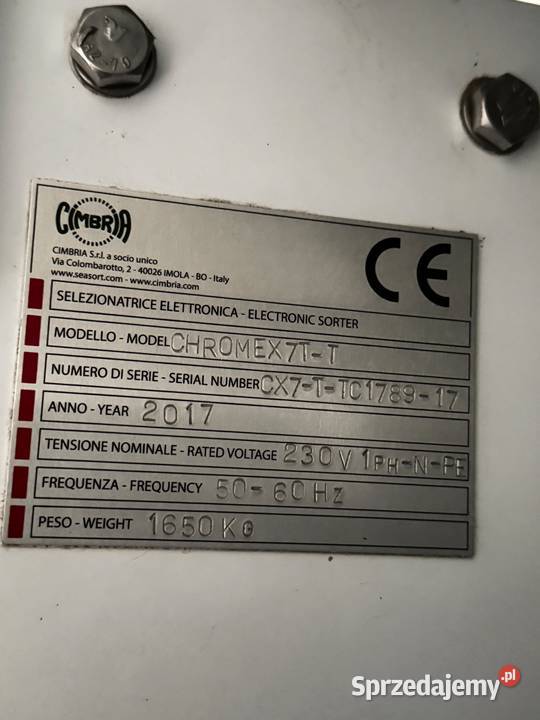 A2-70
CIMBRIA
CIMBRIA S.r.l. a socio unico
Via Colombarotto, 2 - 40026 IMOLA - BO - Italy
www.seasort.com - www.cimbria.com
CE
SELEZIONATRICE ELETTRONICA - ELECTRONIC SORTER
MODELLO - MODEL CHROMEX7T-T
NUMERO DI SERIE - SERIAL NUMBER CX7-T-TC1789-17
ANNO - YEAR 2017
TENSIONE NOMINALE - RATED VOLTAGE 230V 1PH-N-PE
FREQUENZA - FREQUENCY 50-60Hz
PESO - WEIGHT 1650KG
Sprzedajemy.pl